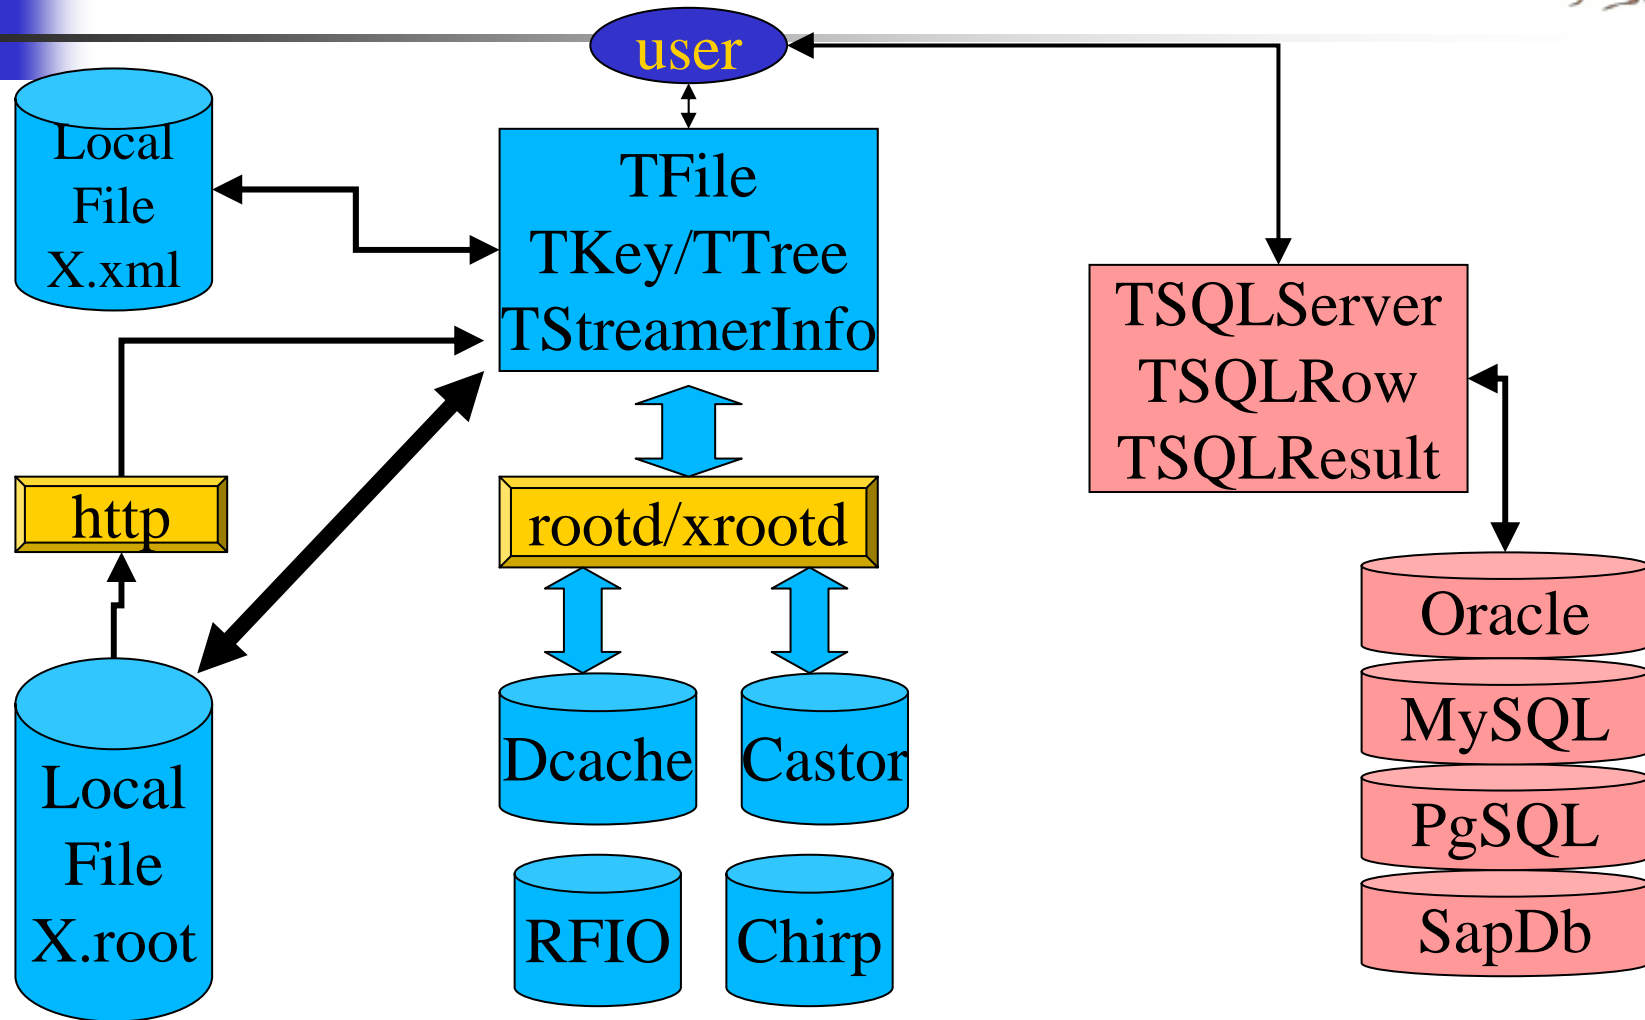 user
Local
File
X.xml
TFile
TKey/TTree
TStreamerInfo
TSQLServer
TSQLRow
TSQLResult
http
rootd/xrootd
Oracle
MySQL
PgSQL
SapDb
Local
File
X.root
Dcache
Castor
RFIO
Chirp